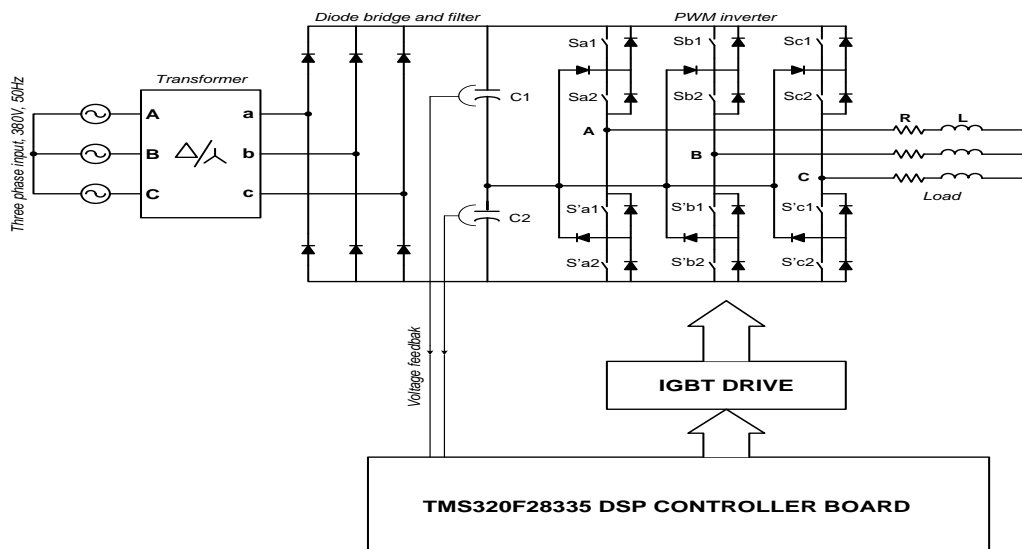 Diode bridge and filter
PWM inverter
Three phase input, 380V, 50Hz
Transformer
A
B
C
a
b
c
Δ/Y
C1
C2
Sa1
Sa2
Sb1
Sb2
Sc1
Sc2
A
B
C
R
L
Load
S'a1
S'a2
S'b1
S'b2
S'c1
S'c2
Voltage feedbak
IGBT DRIVE
TMS320F28335 DSP CONTROLLER BOARD